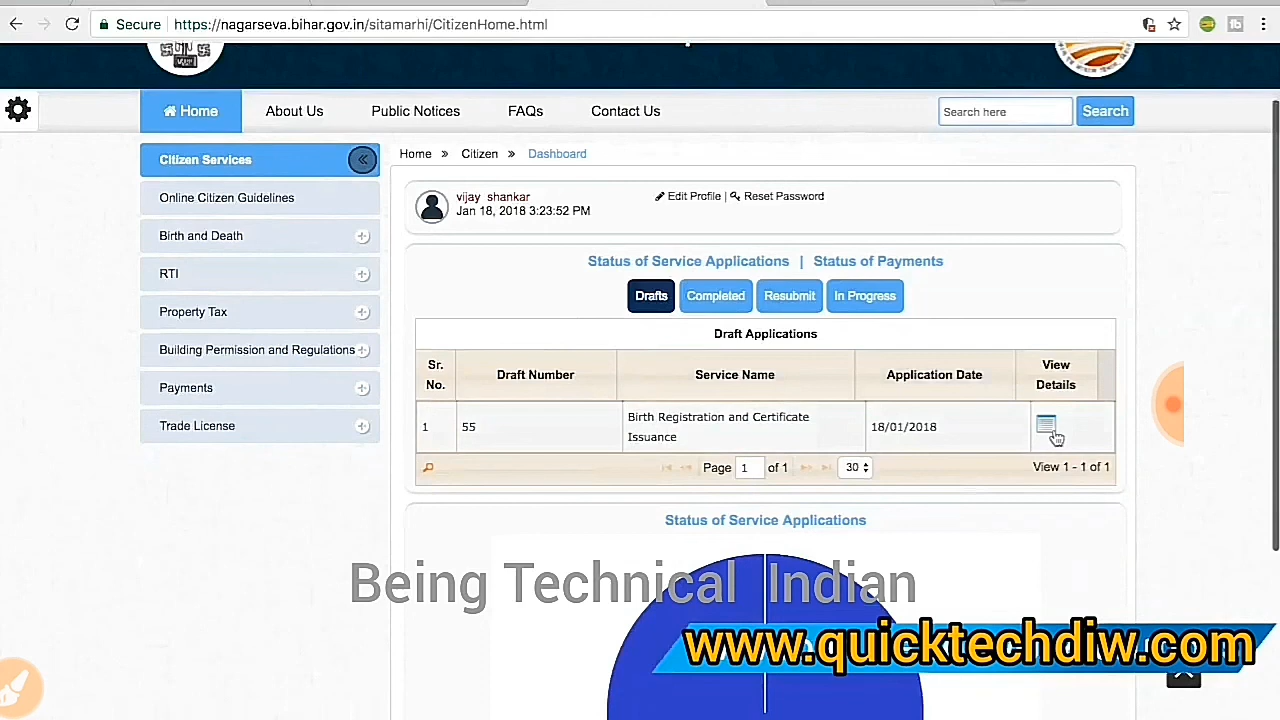 Secure https://nagarseva.bihar.gov.in/sitamarhi/CitizenHome.html
Home About Us Public Notices FAQs Contact Us Search here Search
Citizen Services
Online Citizen Guidelines
Birth and Death
RTI
Property Tax
Building Permission and Regulations
Payments
Trade License
Home » Citizen » Dashboard
vijay shankar
Jan 18, 2018 3:23:52 PM
Edit Profile | Reset Password
Status of Service Applications | Status of Payments
Drafts Completed Resubmit In Progress
Draft Applications
Sr. No. Draft Number Service Name Application Date View Details
1 55 Birth Registration and Certificate Issuance 18/01/2018
Page 1 of 1 30 View 1 - 1 of 1
Status of Service Applications
Being Technical Indian
www.quicktechdiw.com